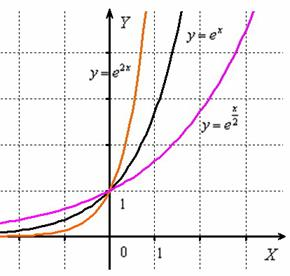 Y
y = e^x
y = e^{2x}
y = e^{x/2}
1
0 1 X